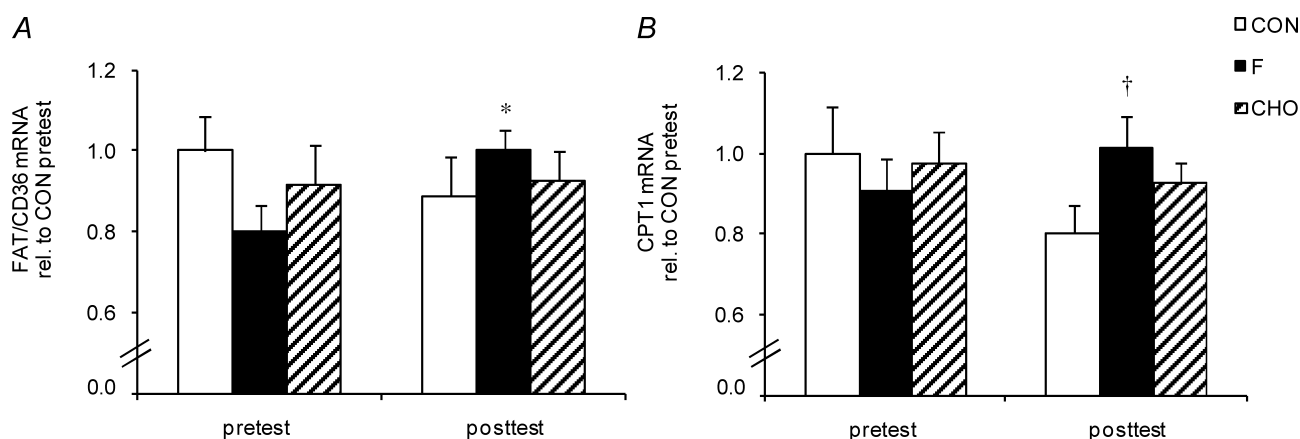 A
FAT/CD36 mRNA
rel. to CON pretest
1.2
1.0
0.8
0.6
0.0
*
pretest
posttest
B
CPT1 mRNA
rel. to CON pretest
1.2
1.0
0.8
0.6
0.0
†
pretest
posttest
CON
F
CHO